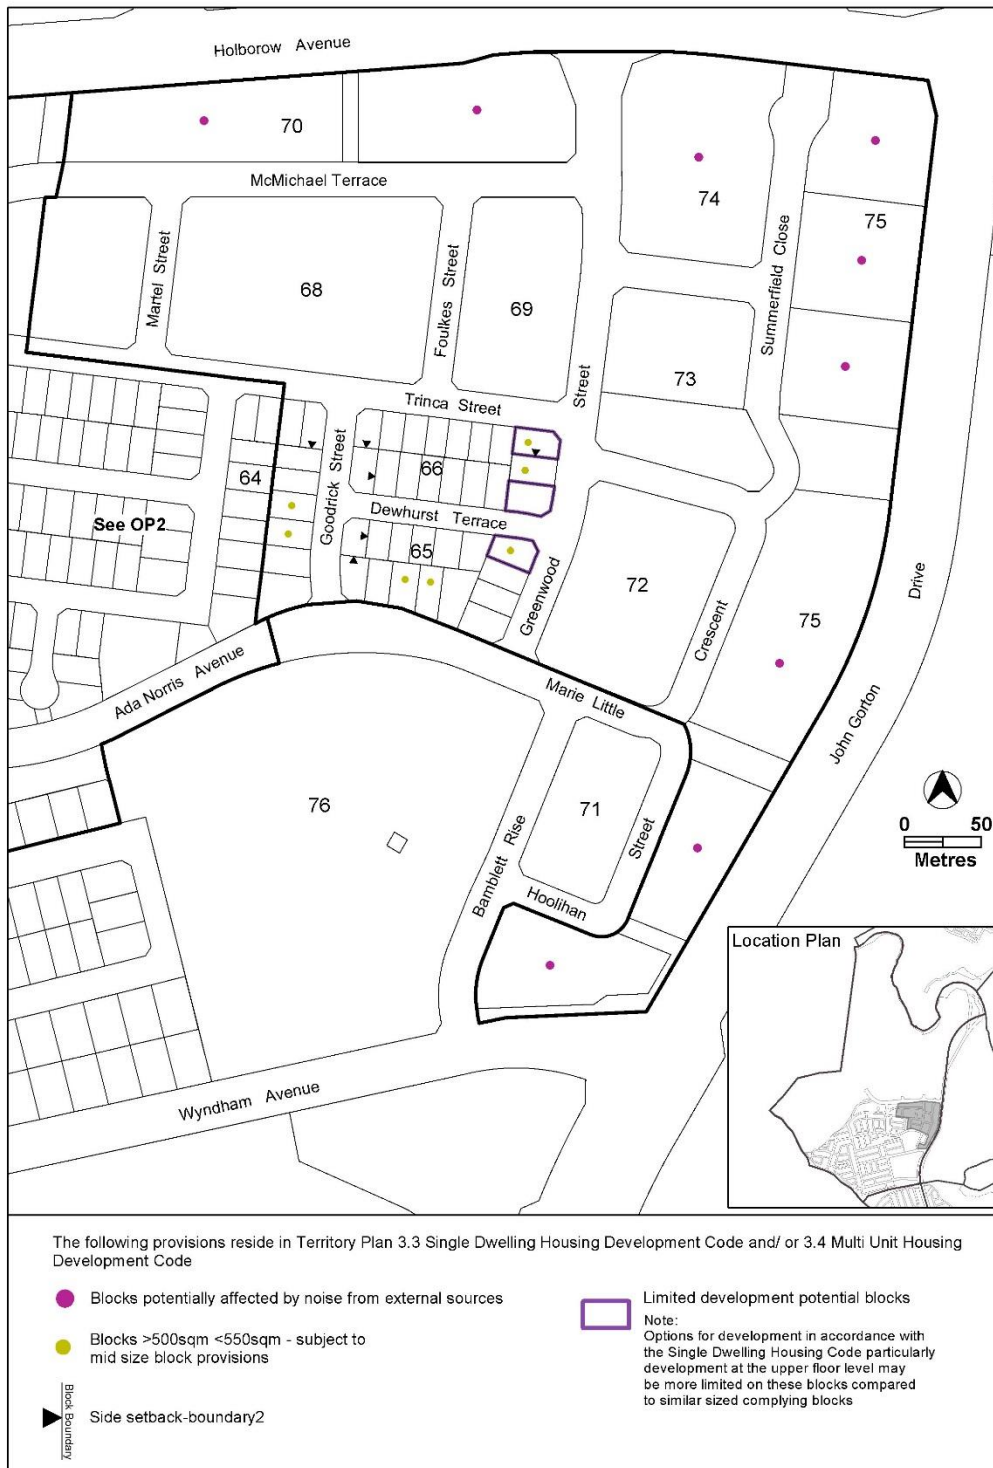 Holborow Avenue
70
McMichael Terrace
74
75
Martel Street
68
Foulkes Street
69
Summerfield Close
73
Trinca Street
Street
64
Goodrick Street
66
See OP2
Dewhurst Terrace
65
Greenwood
72
Crescent
75
Drive
Ada Norris Avenue
Marie Little
John Gorton
76
Bamblett Rise
71
Street
Hoolihan
0 50
Metres
Wyndham Avenue
Location Plan
The following provisions reside in Territory Plan 3.3 Single Dwelling Housing Development Code and/ or 3.4 Multi Unit Housing
Development Code
Blocks potentially affected by noise from external sources
Blocks >500sqm <550sqm - subject to
mid size block provisions
Block Boundary
Side setback-boundary2
Limited development potential blocks
Note:
Options for development in accordance with
the Single Dwelling Housing Code particularly
development at the upper floor level may
be more limited on these blocks compared
to similar sized complying blocks